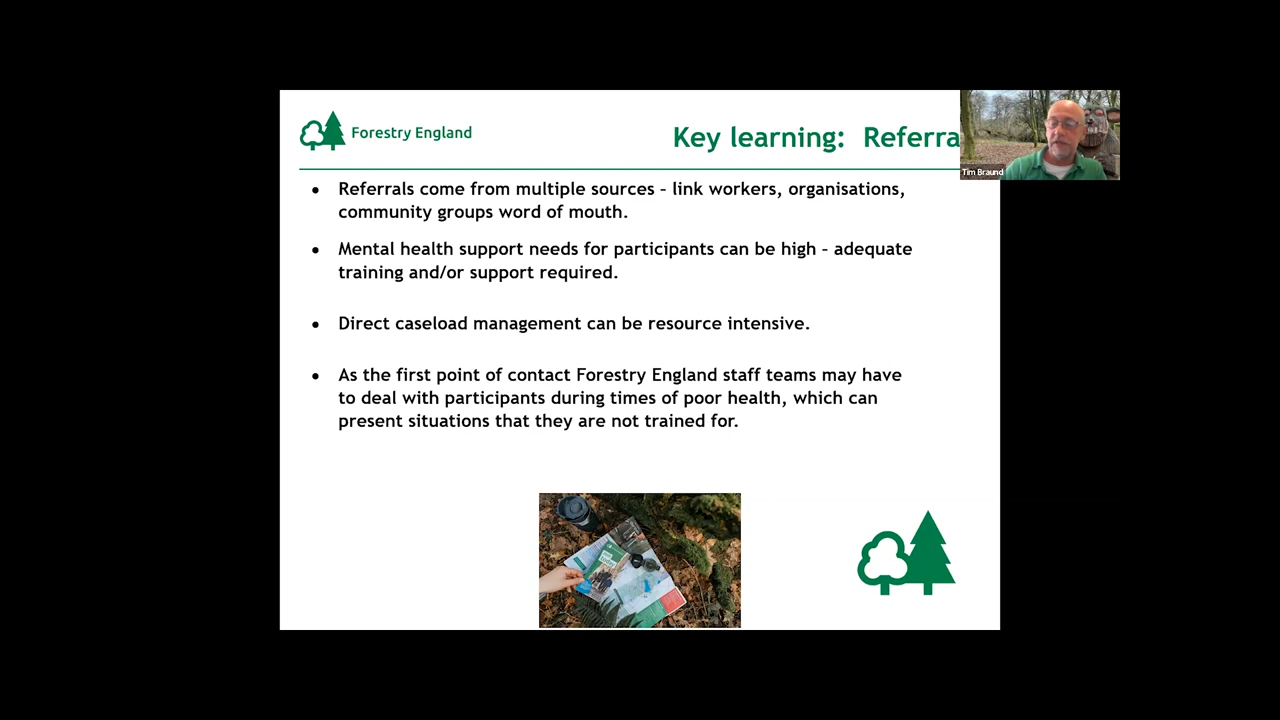 Forestry England
Key learning: Referra
Tim Braund
• Referrals come from multiple sources – link workers, organisations,
community groups word of mouth.
• Mental health support needs for participants can be high – adequate
training and/or support required.
• Direct caseload management can be resource intensive.
• As the first point of contact Forestry England staff teams may have
to deal with participants during times of poor health, which can
present situations that they are not trained for.